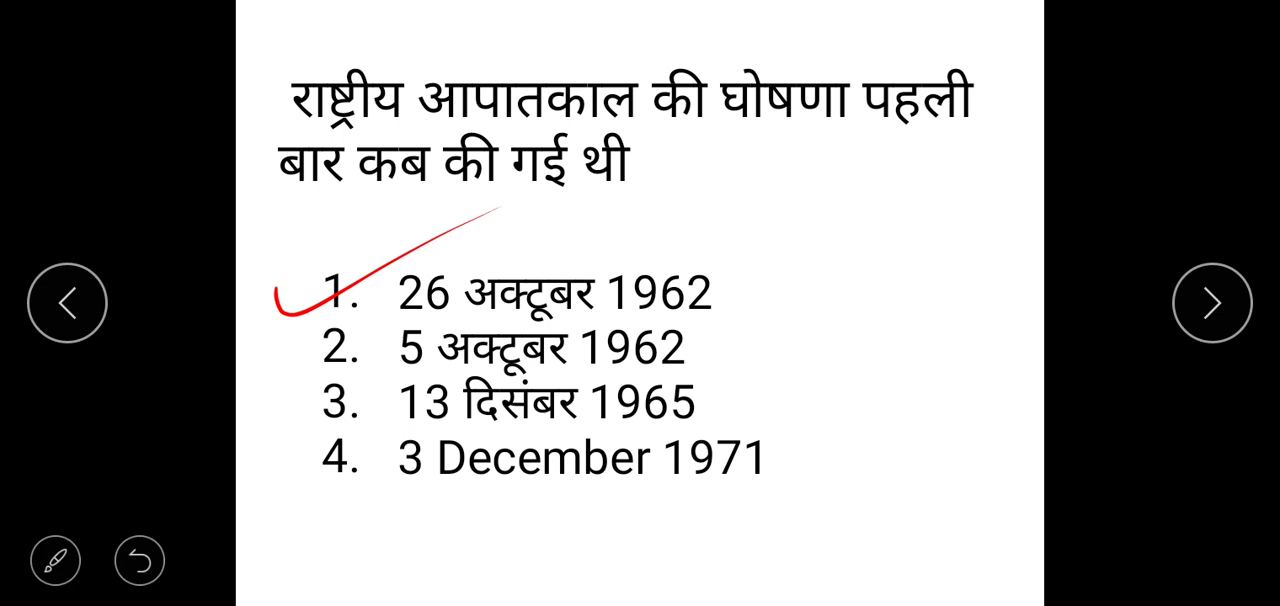 राष्ट्रीय आपातकाल की घोषणा पहली
बार कब की गई थी
1. 26 अक्टूबर 1962
2. 5 अक्टूबर 1962
3. 13 दिसंबर 1965
4. 3 December 1971